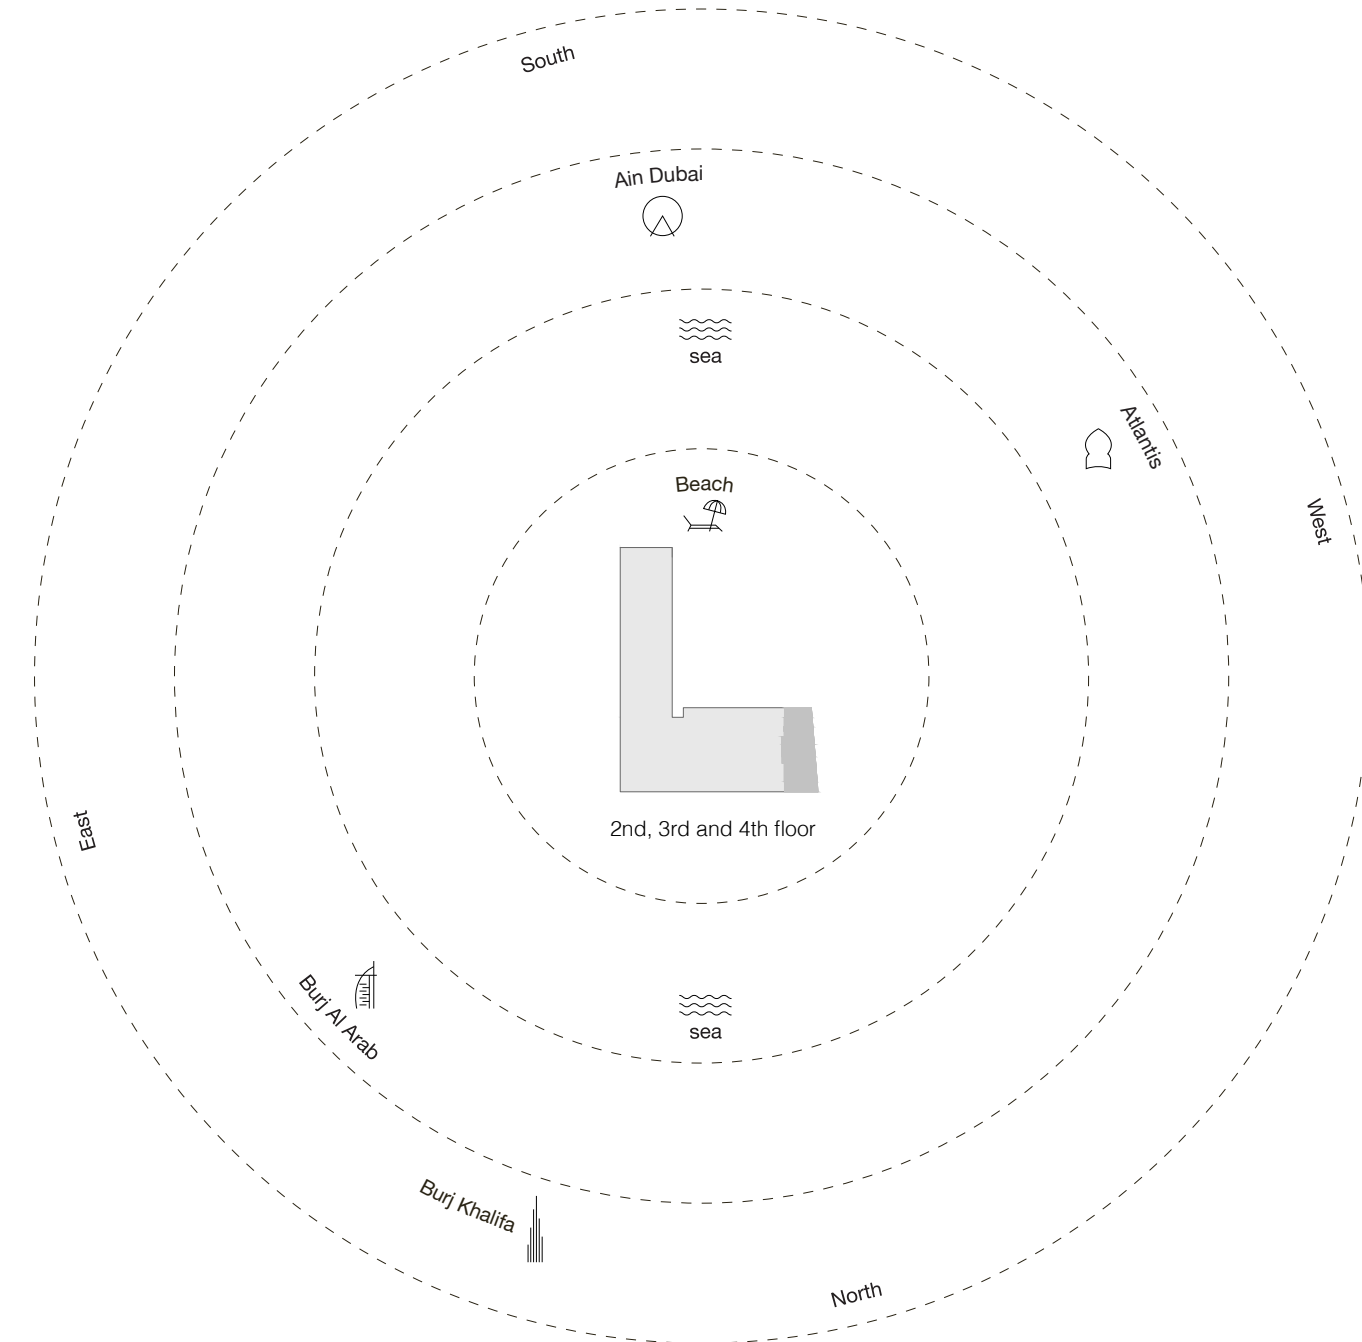 South
Ain Dubai
sea
Atlantis
Beach
West
2nd, 3rd and 4th floor
East
Burj Al Arab
sea
Burj Khalifa
North